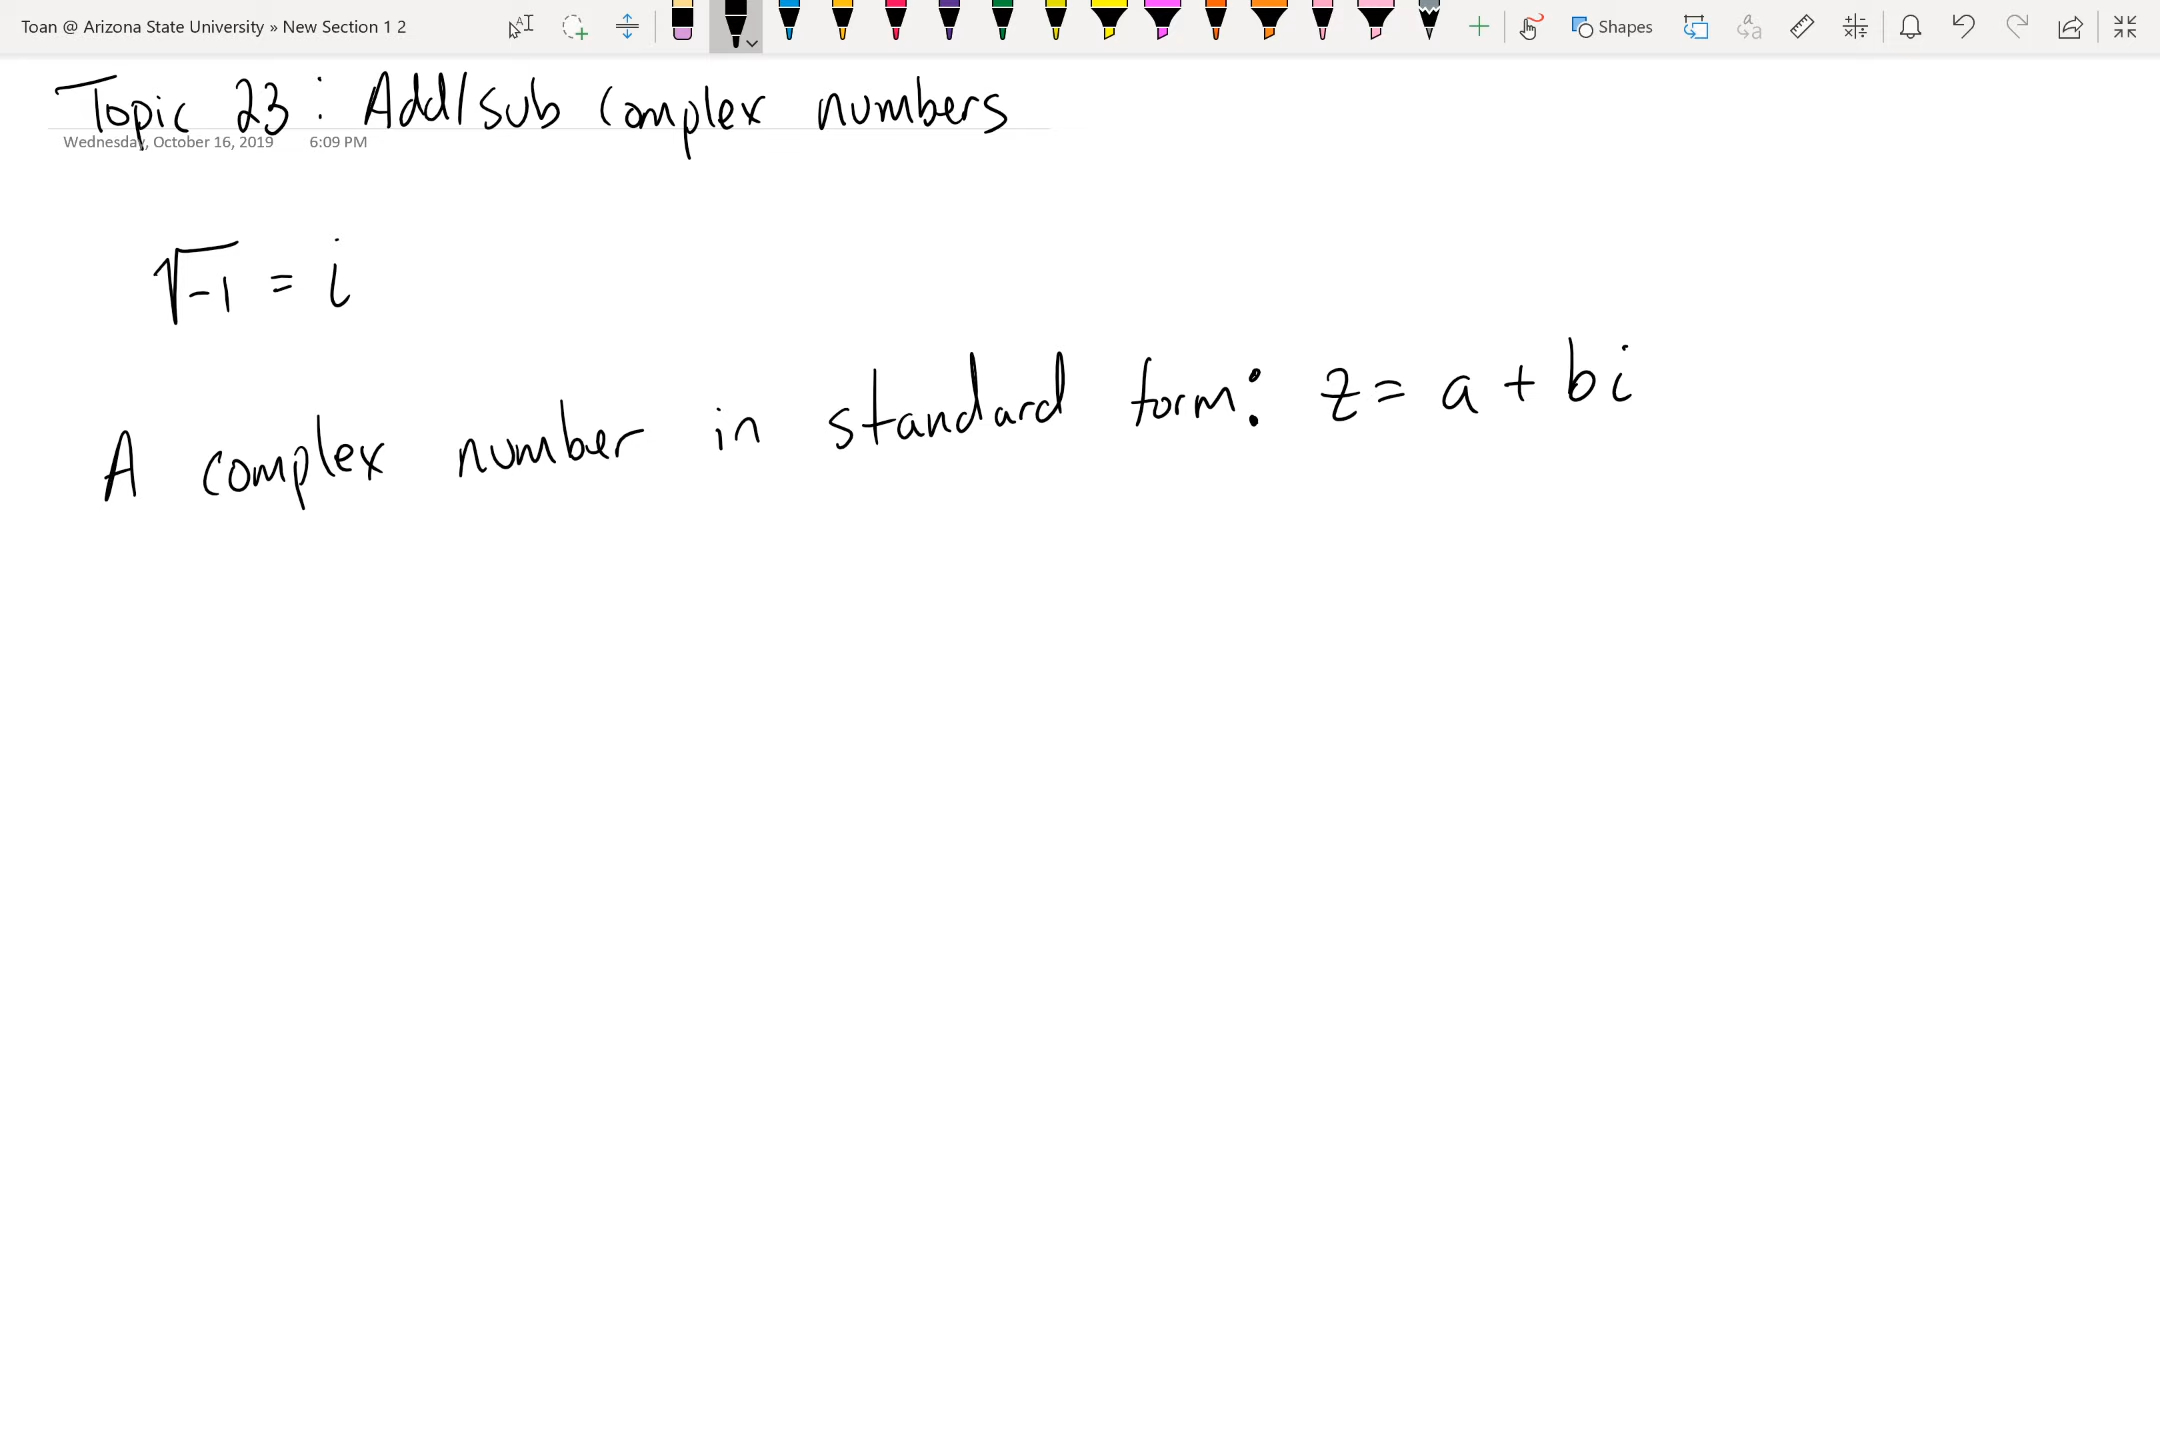 Toan @ Arizona State University » New Section 1 2
Shapes
Topic 23: Add/sub complex numbers
Wednesday, October 16, 2019 6:09 PM
√-1 = i
A complex number in standard form: z = a + bi